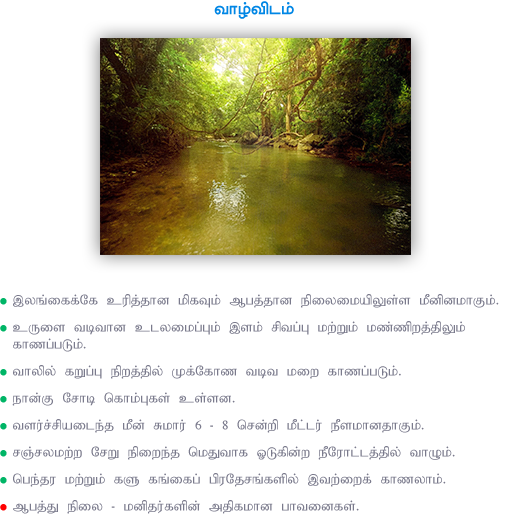 வாழ்விடம்
இலங்கைக்கே உரித்தான மிகவும் ஆபத்தான நிலைமையிலுள்ள மீனினமாகும்.
உருளை வடிவான உடலமைப்பும் இளம் சிவப்பு மற்றும் மண்ணிறத்திலும்
காணப்படும்.
வாலில் கறுப்பு நிறத்தில் முக்கோண வடிவ மறை காணப்படும்.
நான்கு சோடி கொம்புகள் உள்ளன.
வளர்ச்சியடைந்த மீன் சுமார் 6 - 8 சென்றி மீட்டர் நீளமானதாகும்.
சஞ்சலமற்ற சேறு நிறைந்த மெதுவாக ஓடுகின்ற நீரோட்டத்தில் வாழும்.
பெந்தர மற்றும் களு கங்கைப் பிரதேசங்களில் இவற்றைக் காணலாம்.
ஆபத்து நிலை - மனிதர்களின் அதிகமான பாவனைகள்.